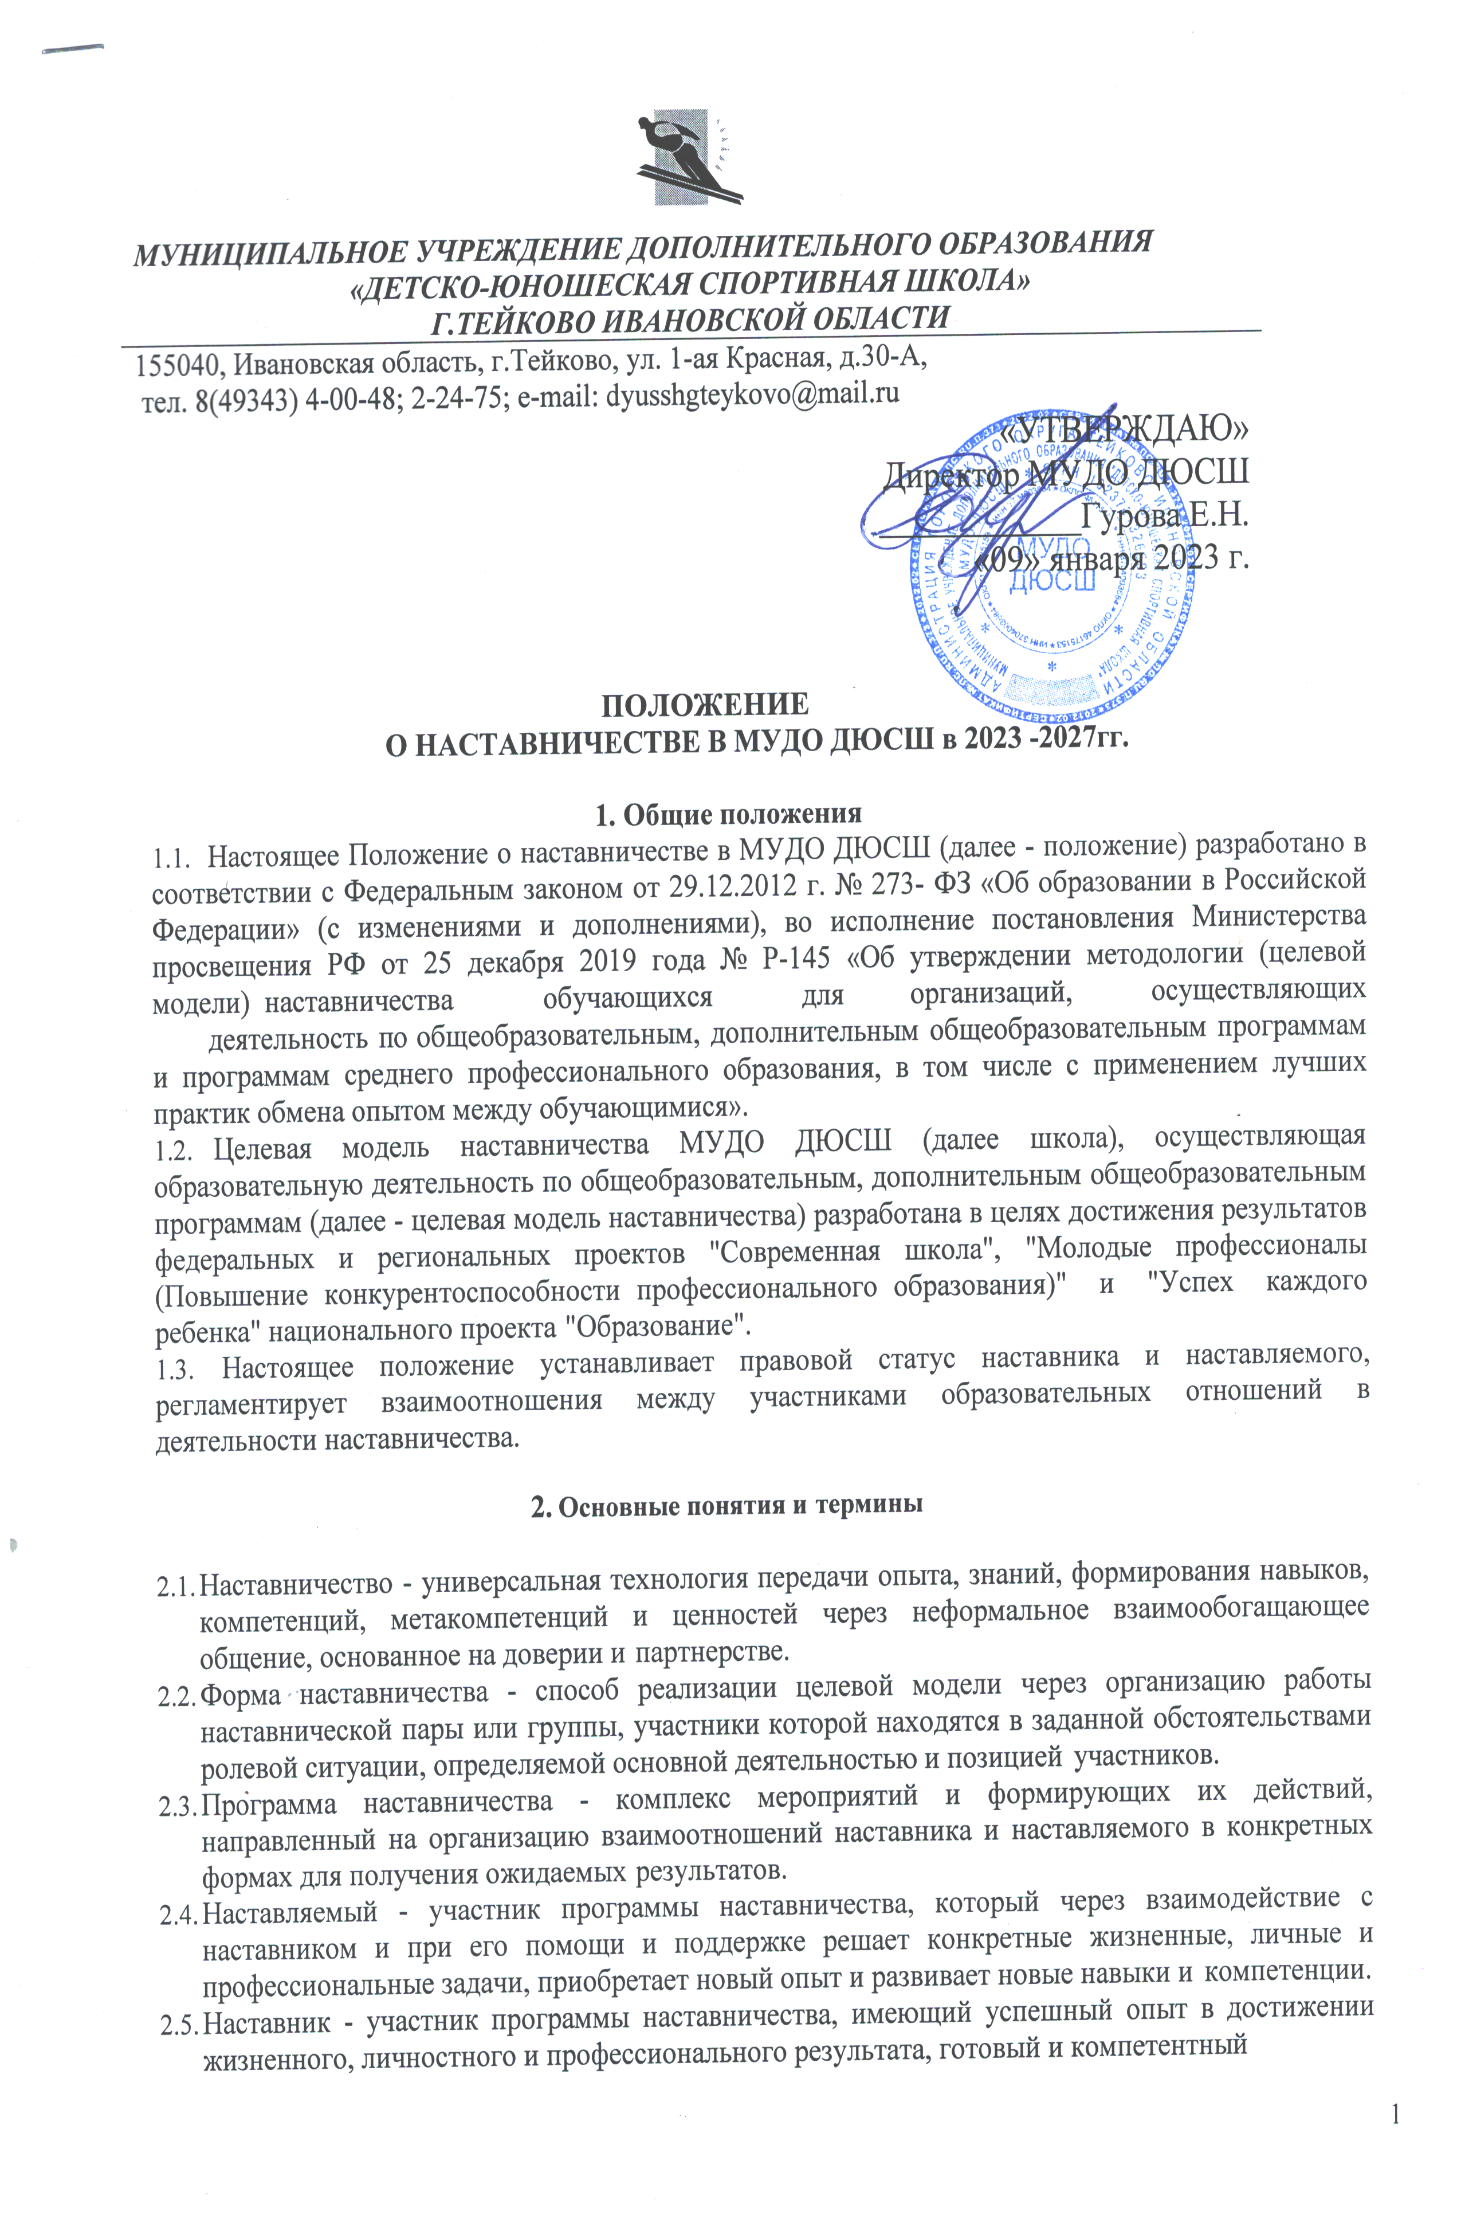 МУНИЦИПАЛЬНОЕ УЧРЕЖДЕНИЕ ДОПОЛНИТЕЛЬНОГО ОБРАЗОВАНИЯ
«ДЕТСКО-ЮНОШЕСКАЯ СПОРТИВНАЯ ШКОЛА»
Г.ТЕЙКОВО ИВАНОВСКОЙ ОБЛАСТИ
155040, Ивановская область, г.Тейково, ул. 1-ая Красная, д.30-А,
тел. 8(49343) 4-00-48; 2-24-75; e-mail: dyusshgteykovo@mail.ru
«УТВЕРЖДАЮ»
Директор МУДО ДЮСШ
Гурова Е.Н.
«09» января 2023 г.
МУДО
ДЮСШ
ПОЛОЖЕНИЕ
О НАСТАВНИЧЕСТВЕ В МУДО ДЮСШ в 2023 -2027гг.
1. Общие положения
1.1. Настоящее Положение о наставничестве в МУДО ДЮСШ (далее - положение) разработано в
соответствии с Федеральным законом от 29.12.2012 г. № 273- ФЗ «Об образовании в Российской
Федерации» (с изменениями и дополнениями), во исполнение постановления Министерства
просвещения РФ от 25 декабря 2019 года № Р-145 «Об утверждении методологии (целевой
модели) наставничества обучающихся для организаций, осуществляющих
деятельность по общеобразовательным, дополнительным общеобразовательным программам
и программам среднего профессионального образования, в том числе с применением лучших
практик обмена опытом между обучающимися».
1.2. Целевая модель наставничества МУДО ДЮСШ (далее школа), осуществляющая
образовательную деятельность по общеобразовательным, дополнительным общеобразовательным
программам (далее - целевая модель наставничества) разработана в целях достижения результатов
федеральных и региональных проектов "Современная школа", "Молодые профессионалы
(Повышение конкурентоспособности профессионального образования)" и "Успех каждого
ребенка" национального проекта "Образование".
1.3. Настоящее положение устанавливает правовой статус наставника и наставляемого,
регламентирует взаимоотношения между участниками образовательных отношений в
деятельности наставничества.
2. Основные понятия и термины
2.1. Наставничество - универсальная технология передачи опыта, знаний, формирования навыков,
компетенций, метакомпетенций и ценностей через неформальное взаимообогащающее
общение, основанное на доверии и партнерстве.
2.2. Форма наставничества - способ реализации целевой модели через организацию работы
наставнической пары или группы, участники которой находятся в заданной обстоятельствами
ролевой ситуации, определяемой основной деятельностью и позицией участников.
2.3. Программа наставничества - комплекс мероприятий и формирующих их действий,
направленный на организацию взаимоотношений наставника и наставляемого в конкретных
формах для получения ожидаемых результатов.
2.4. Наставляемый - участник программы наставничества, который через взаимодействие с
наставником и при его помощи и поддержке решает конкретные жизненные, личные и
профессиональные задачи, приобретает новый опыт и развивает новые навыки и компетенции.
2.5. Наставник - участник программы наставничества, имеющий успешный опыт в достижении
жизненного, личностного и профессионального результата, готовый и компетентный
1